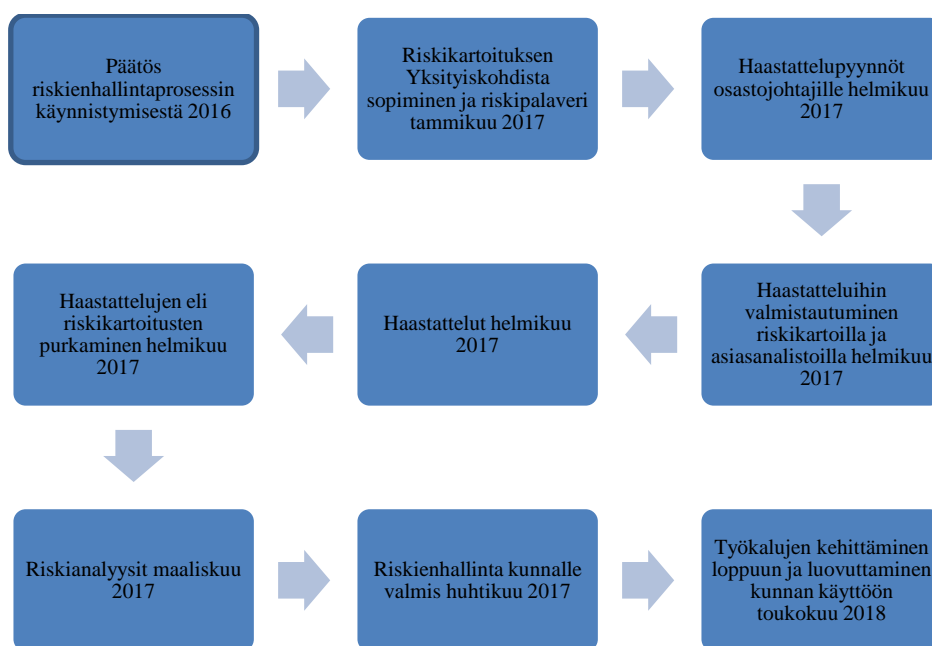 Päätös
riskienhallintaprosessin
käynnistymisestä 2016
Riskikartoituksen
Yksityiskohdista
sopiminen ja riskipalaveri
tammikuu 2017
Haastattelupyynnöt
osastojohtajille helmikuu
2017
Haastatteluihin
valmistautuminen
riskikartoilla ja
asiasanalistoilla helmikuu
2017
Haastattelut helmikuu
2017
Haastattelujen eli
riskikartoitusten
purkaminen helmikuu
2017
Riskianalyysit maaliskuu
2017
Riskienhallinta kunnalle
valmis huhtikuu 2017
Työkalujen kehittäminen
loppuun ja luovuttaminen
kunnan käyttöön
toukokuu 2018